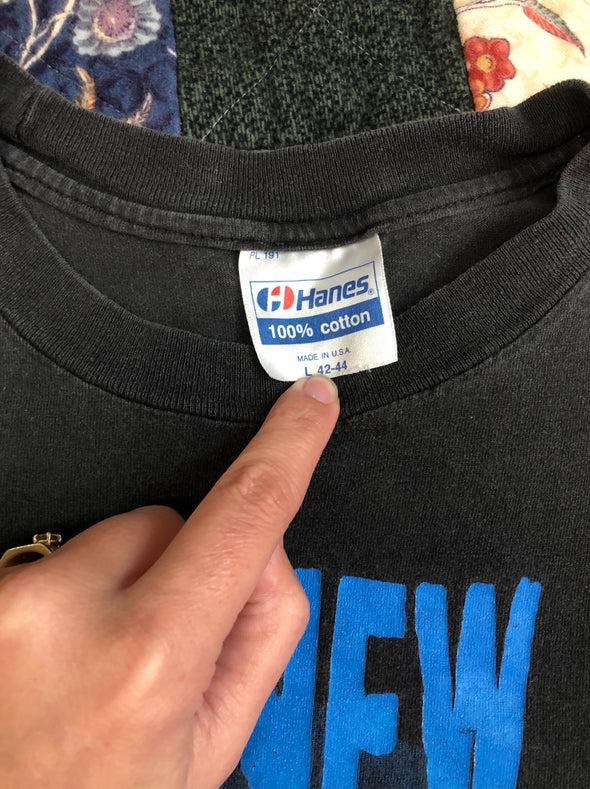 PL 191
Hanes®
100% cotton
MADE IN U.S.A.
L 42-44
NEW